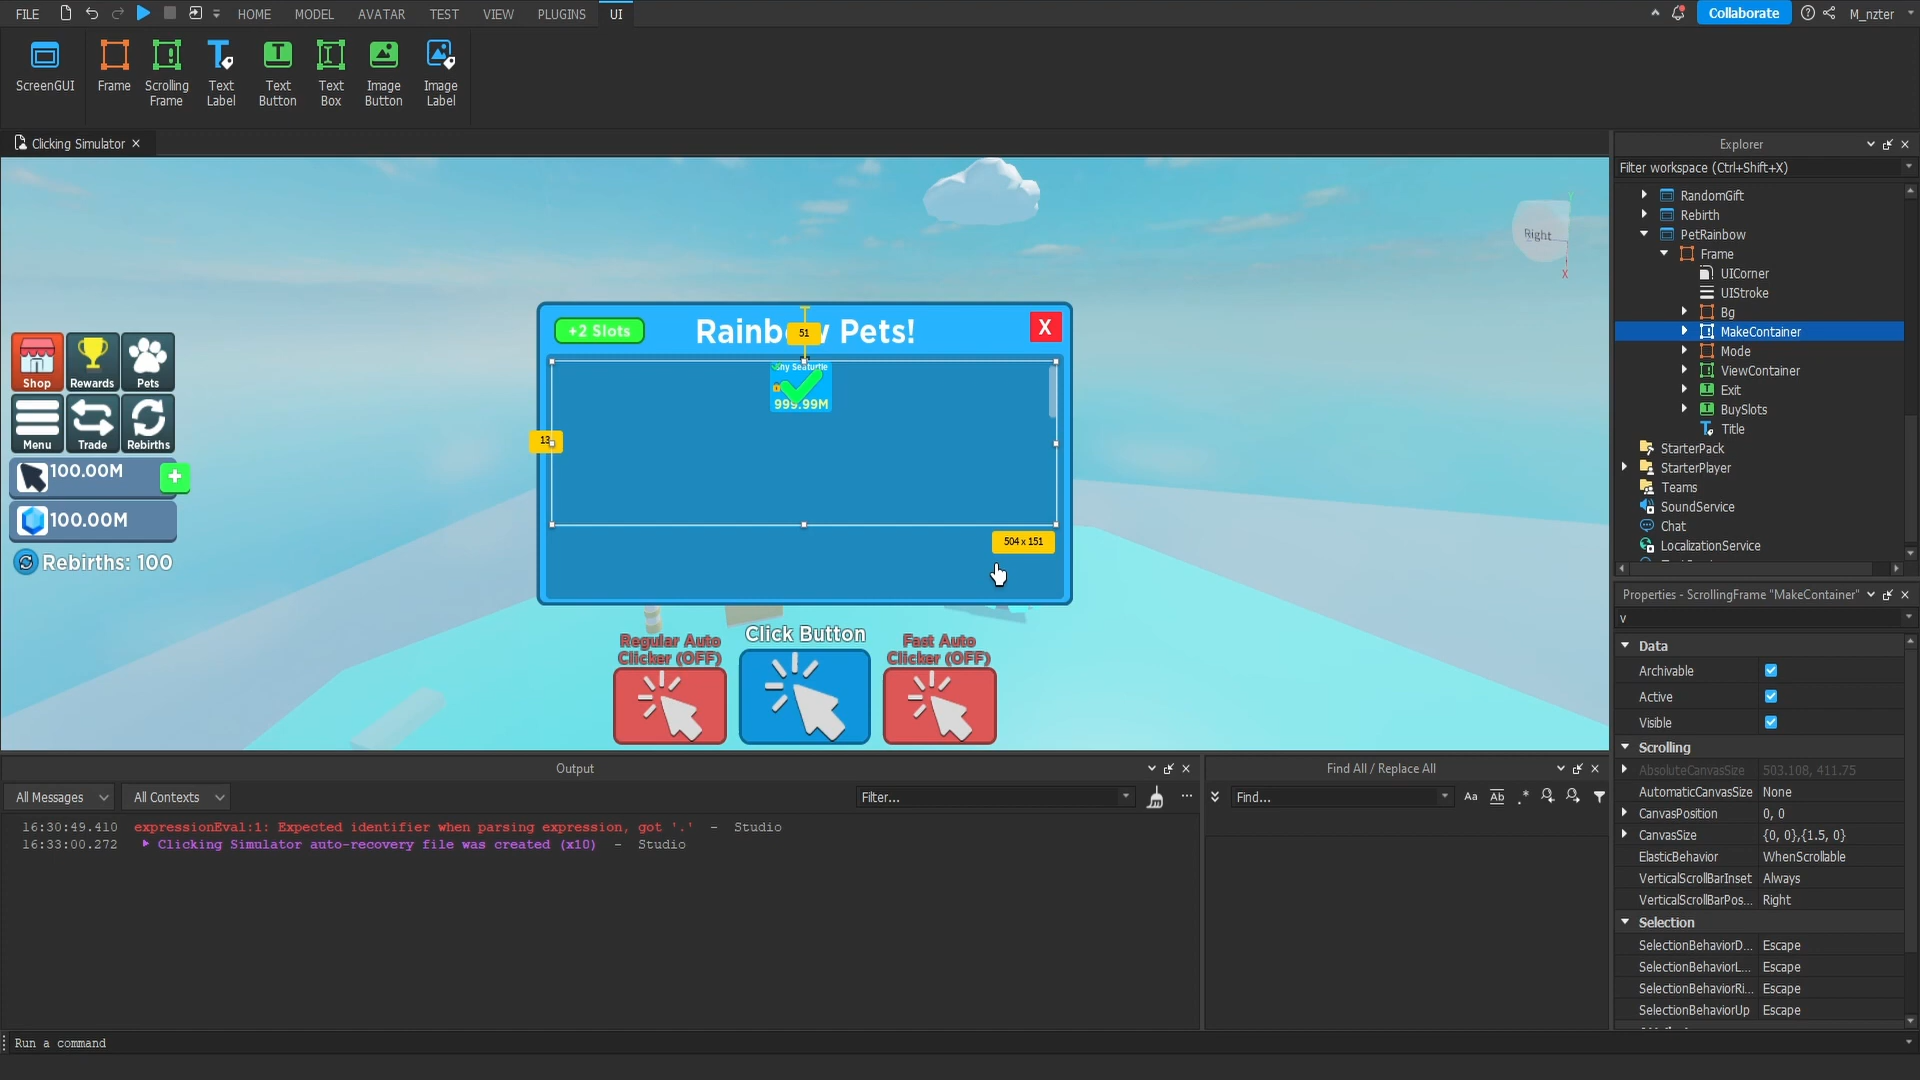 FILE
HOME
MODEL
AVATAR
TEST
VIEW
PLUGINS
UI
Collaborate
M_nzter
ScreenGUI
Frame
Scrolling
Frame
Text
Label
Text
Button
Text
Box
Image
Button
Image
Label
Clicking Simulator
Right
X
+2 Slots
Rainbow Pets!
X
51
999.99M
13
504 x 151
Shop
Rewards
Pets
Menu
Trade
Rebirths
100.00M
+
100.00M
Rebirths: 100
Regular Auto
Clicker (OFF)
Click Button
Fast Auto
Clicker (OFF)
Explorer
Filter workspace (Ctrl+Shift+X)
RandomGift
Rebirth
PetRainbow
Frame
UICorner
UIStroke
Bg
MakeContainer
Mode
ViewContainer
Exit
BuySlots
Title
StarterPack
StarterPlayer
Teams
SoundService
Chat
LocalizationService
Properties - ScrollingFrame "MakeContainer"
v
Data
Archivable
Active
Visible
Scrolling
AbsoluteCanvasSize 503.108, 411.75
AutomaticCanvasSize None
CanvasPosition 0, 0
CanvasSize {0, 0},{1.5, 0}
ElasticBehavior WhenScrollable
VerticalScrollBarInset Always
VerticalScrollBarPos... Right
Selection
SelectionBehaviorD... Escape
SelectionBehaviorL... Escape
SelectionBehaviorRi... Escape
SelectionBehaviorUp Escape
Output
All Messages
All Contexts
Filter...
16:30:49.410 expressionEval:1: Expected identifier when parsing expression, got '.' - Studio
16:33:00.272 Clicking Simulator auto-recovery file was created (x10) - Studio
Find All / Replace All
Find...
Aa
Ab
.*
Run a command